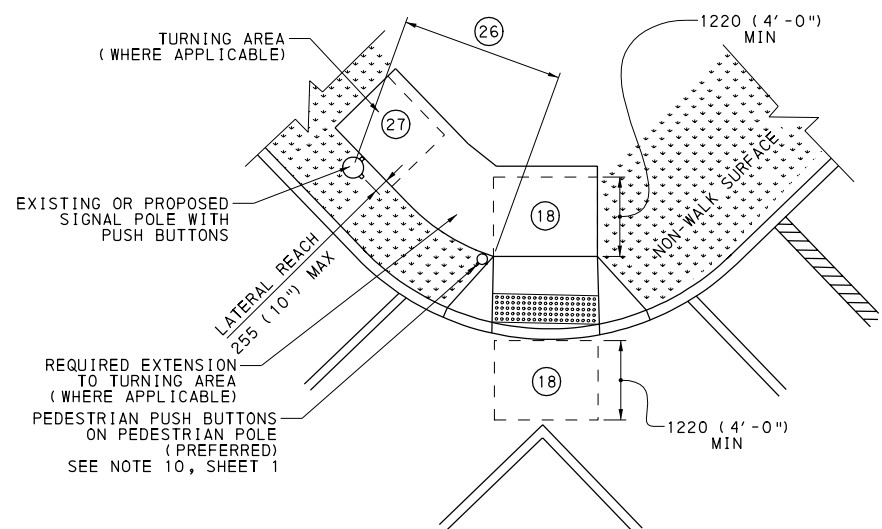 TURNING AREA
(WHERE APPLICABLE)
26
1220 (4'-0")
MIN
27
EXISTING OR PROPOSED
SIGNAL POLE WITH
PUSH BUTTONS
18
NON-WALK SURFACE
LATERAL REACH
255 (10") MAX
REQUIRED EXTENSION
TO TURNING AREA
(WHERE APPLICABLE)
PEDESTRIAN PUSH BUTTONS
ON PEDESTRIAN POLE
(PREFERRED)
SEE NOTE 10, SHEET 1
18
1220 (4'-0")
MIN